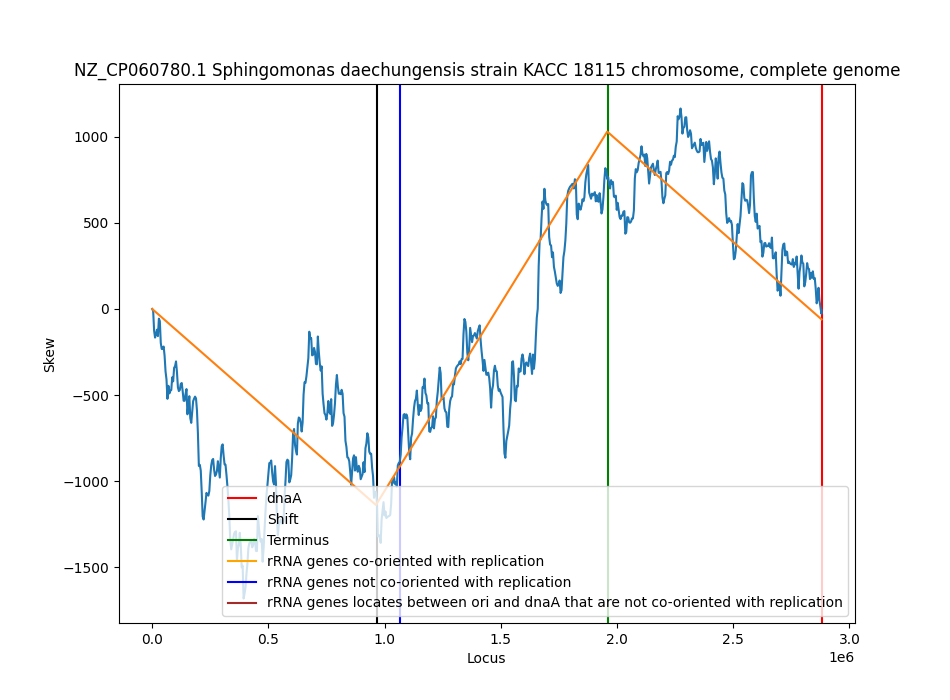 NZ_CP060780.1 Sphingomonas daechungensis strain KACC 18115 chromosome, complete genome
1000
500
0
−500
−1000
−1500
Skew
dnaA
Shift
Terminus
rRNA genes co-oriented with replication
rRNA genes not co-oriented with replication
rRNA genes locates between ori and dnaA that are not co-oriented with replication
0.0 0.5 1.0 1.5 2.0 2.5 3.0
Locus
1e6